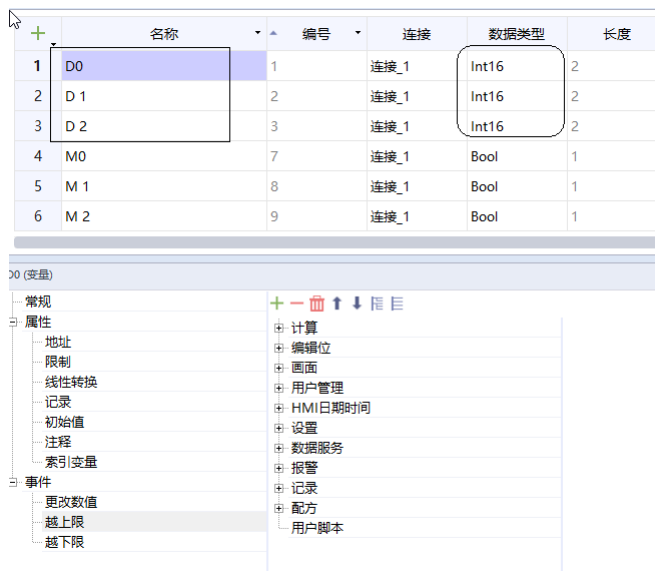 名称 编号 连接 数据类型 长度
1 D0 1 连接_1 Int16 2
2 D 1 2 连接_1 Int16 2
3 D 2 3 连接_1 Int16 2
4 M0 7 连接_1 Bool 1
5 M 1 8 连接_1 Bool 1
6 M 2 9 连接_1 Bool 1
D0 (变量)
常规
属性
地址
限制
线性转换
记录
初始值
注释
索引变量
事件
更改数值
越上限
越下限
计算
编辑位
画面
用户管理
HMI日期时间
设置
数据服务
报警
记录
配方
用户脚本